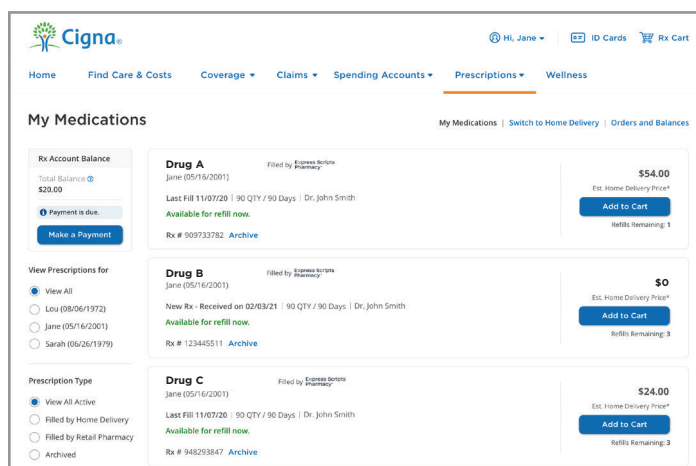 Cigna®
Hi, Jane
ID Cards
Rx Cart
Home
Find Care & Costs
Coverage
Claims
Spending Accounts
Prescriptions
Wellness
My Medications
My Medications | Switch to Home Delivery | Orders and Balances
Rx Account Balance
Total Balance
$20.00
Payment is due.
Make a Payment
View Prescriptions for
View All
Lou (08/06/1972)
Jane (05/16/2001)
Sarah (06/26/1979)
Prescription Type
View All Active
Filled by Home Delivery
Filled by Retail Pharmacy
Archived
Drug A
Filled by Express Scripts Pharmacy
Jane (05/16/2001)
Last Fill 11/07/20 | 90 QTY / 90 Days | Dr. John Smith
Available for refill now.
Rx # 909733782 Archive
$54.00
Est. Home Delivery Price*
Add to Cart
Refills Remaining: 1
Drug B
Filled by Express Scripts Pharmacy
Jane (05/16/2001)
New Rx - Received on 02/03/21 | 90 QTY / 90 Days | Dr. John Smith
Available for refill now.
Rx # 123445511 Archive
$0
Est. Home Delivery Price*
Add to Cart
Refills Remaining: 3
Drug C
Filled by Express Scripts Pharmacy
Jane (05/16/2001)
Last Fill 11/07/20 | 90 QTY / 90 Days | Dr. John Smith
Available for refill now.
Rx # 948293847 Archive
$24.00
Est. Home Delivery Price*
Add to Cart
Refills Remaining: 3